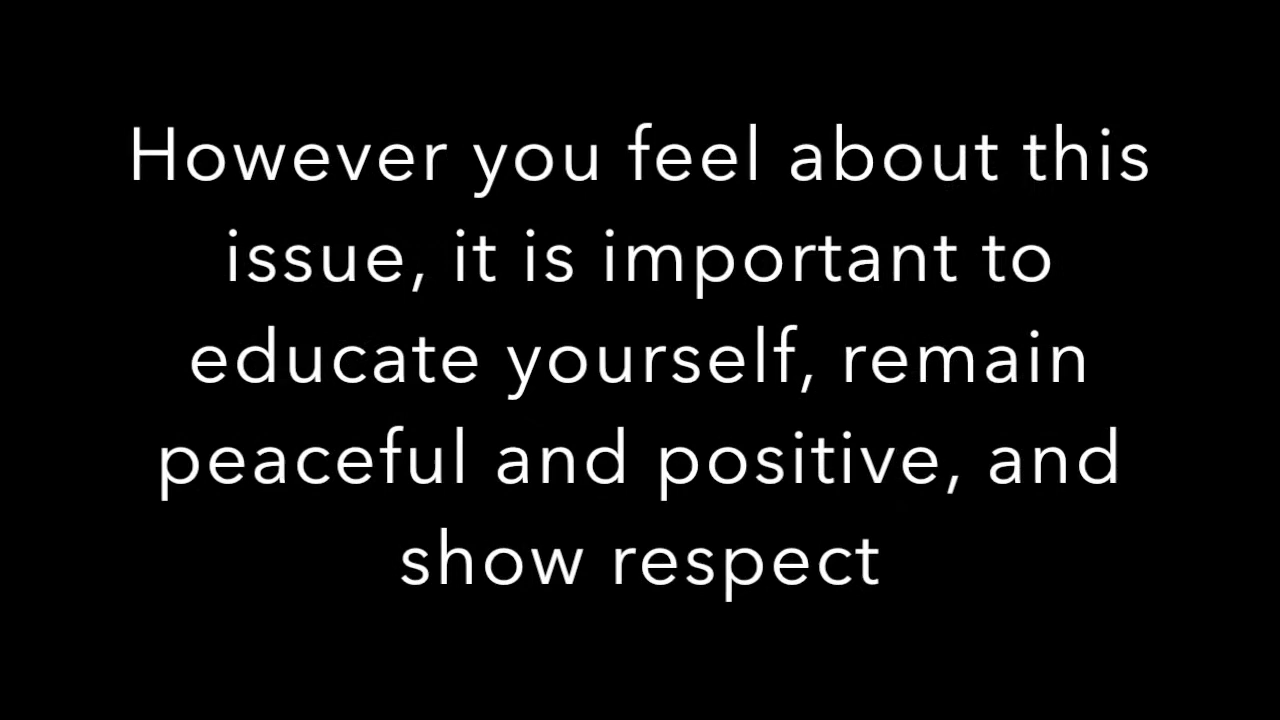 However you feel about this
issue, it is important to
educate yourself, remain
peaceful and positive, and
show respect